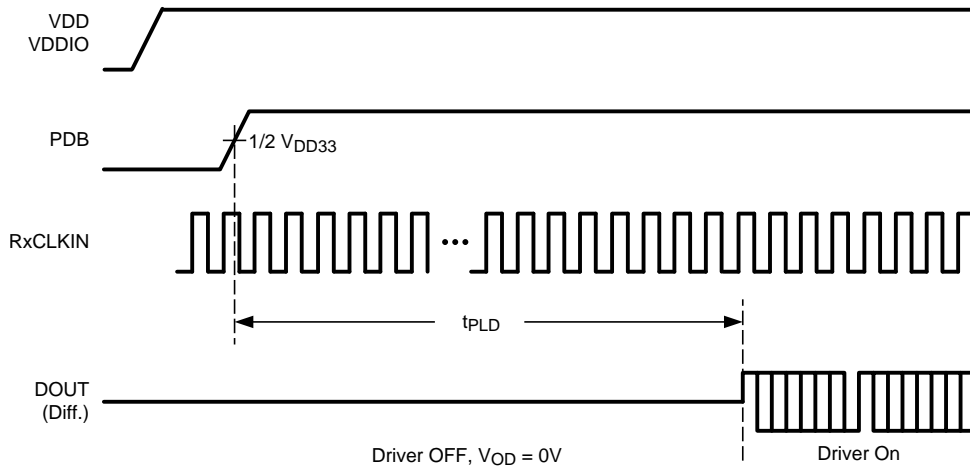 VDD
VDDIO
PDB
1/2 VDD33
RxCLKIN
tPLD
DOUT
(Diff.)
Driver OFF, VOD = 0V
Driver On